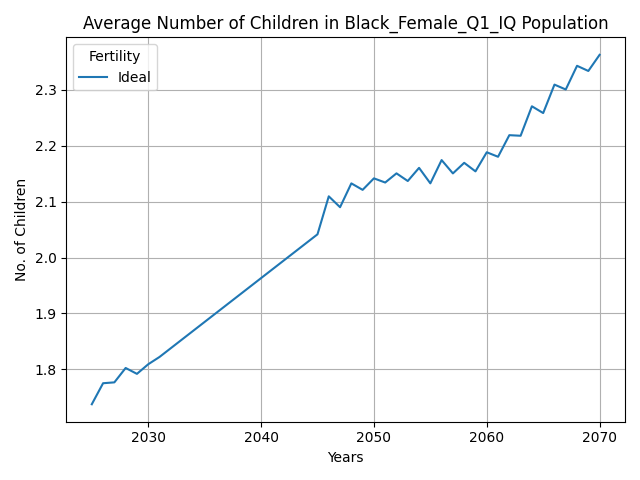 Average Number of Children in Black_Female_Q1_IQ Population
Fertility
Ideal
No. of Children
2.3
2.2
2.1
2.0
1.9
1.8
2030 2040 2050 2060 2070
Years